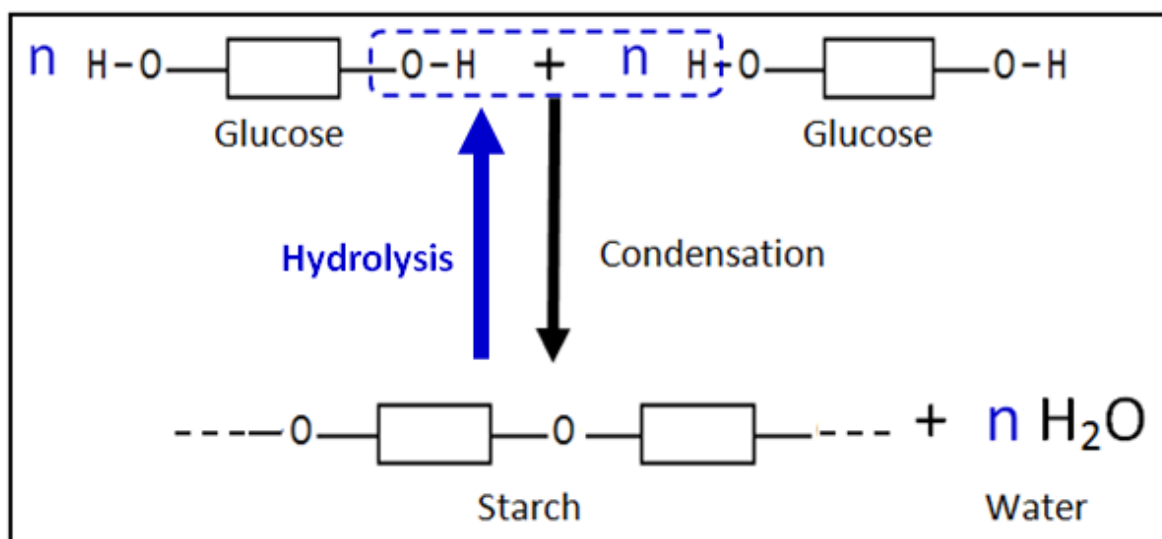 n H-O O-H + n H-O O-H
Glucose Glucose
Hydrolysis Condensation
O O + n H₂O
Starch Water